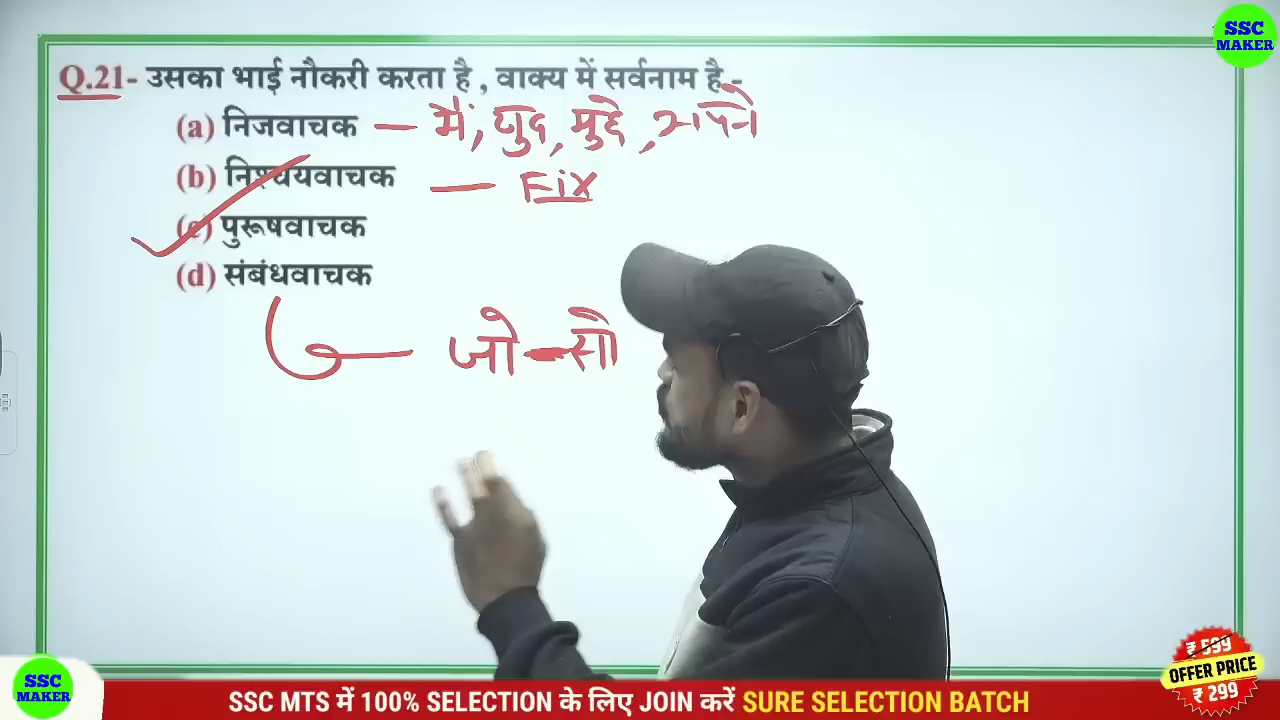 SSC
MAKER
Q.21- उसका भाई नौकरी करता है , वाक्य में सर्वनाम है -
(a) निजवाचक — मैं, खुद, मुझे, अपने
(b) निश्चयवाचक — Fix
(c) पुरूषवाचक
(d) संबंधवाचक
जो - सो
SSC
MAKER
SSC MTS में 100% SELECTION के लिए JOIN करें SURE SELECTION BATCH
₹ 599
OFFER PRICE
₹ 299